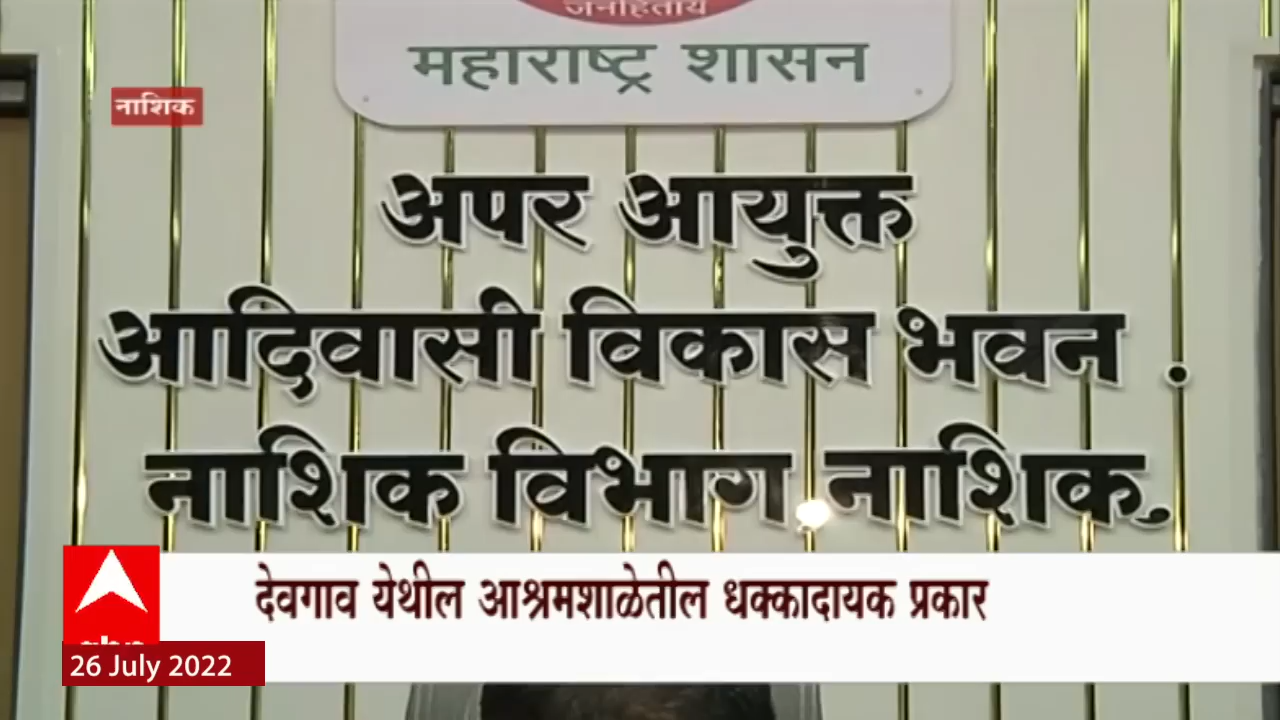 जनहिताय
महाराष्ट्र शासन
नाशिक
अपर आयुक्त
आदिवासी विकास भवन .
नाशिक विभाग, नाशिक.
देवगाव येथील आश्रमशाळेतील धक्कादायक प्रकार
26 July 2022